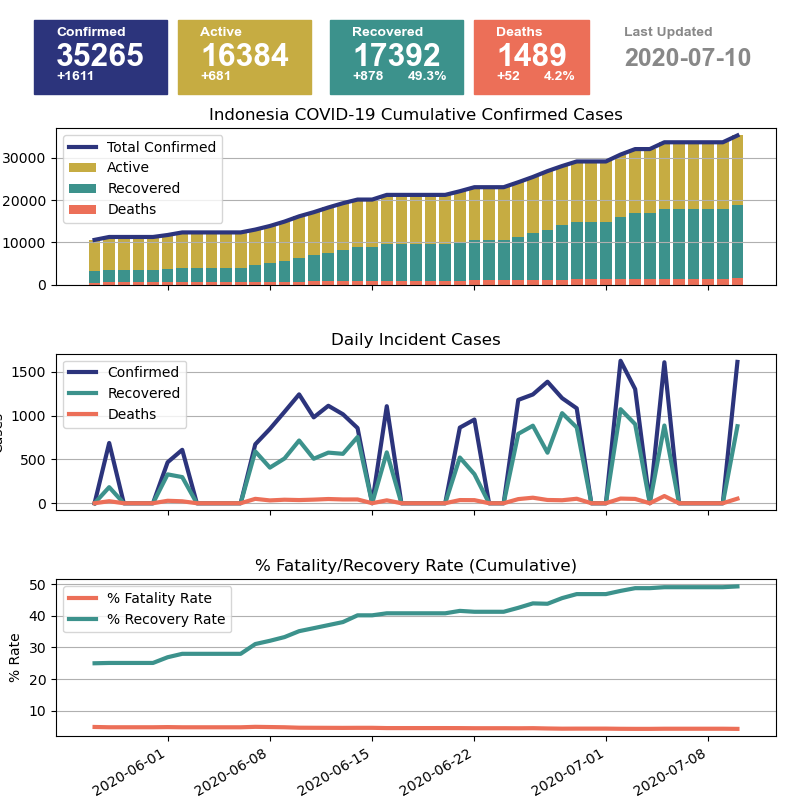 Confirmed
35265
+1611
Active
16384
+681
Recovered
17392
+878 49.3%
Deaths
1489
+52 4.2%
Last Updated
2020-07-10
Indonesia COVID-19 Cumulative Confirmed Cases
Total Confirmed
Active
Recovered
Deaths
30000
20000
10000
0
Daily Incident Cases
Confirmed
Recovered
Deaths
1500
1000
500
0
Cases
% Fatality/Recovery Rate (Cumulative)
% Fatality Rate
% Recovery Rate
50
40
30
20
10
% Rate
2020-06-01
2020-06-08
2020-06-15
2020-06-22
2020-07-01
2020-07-08